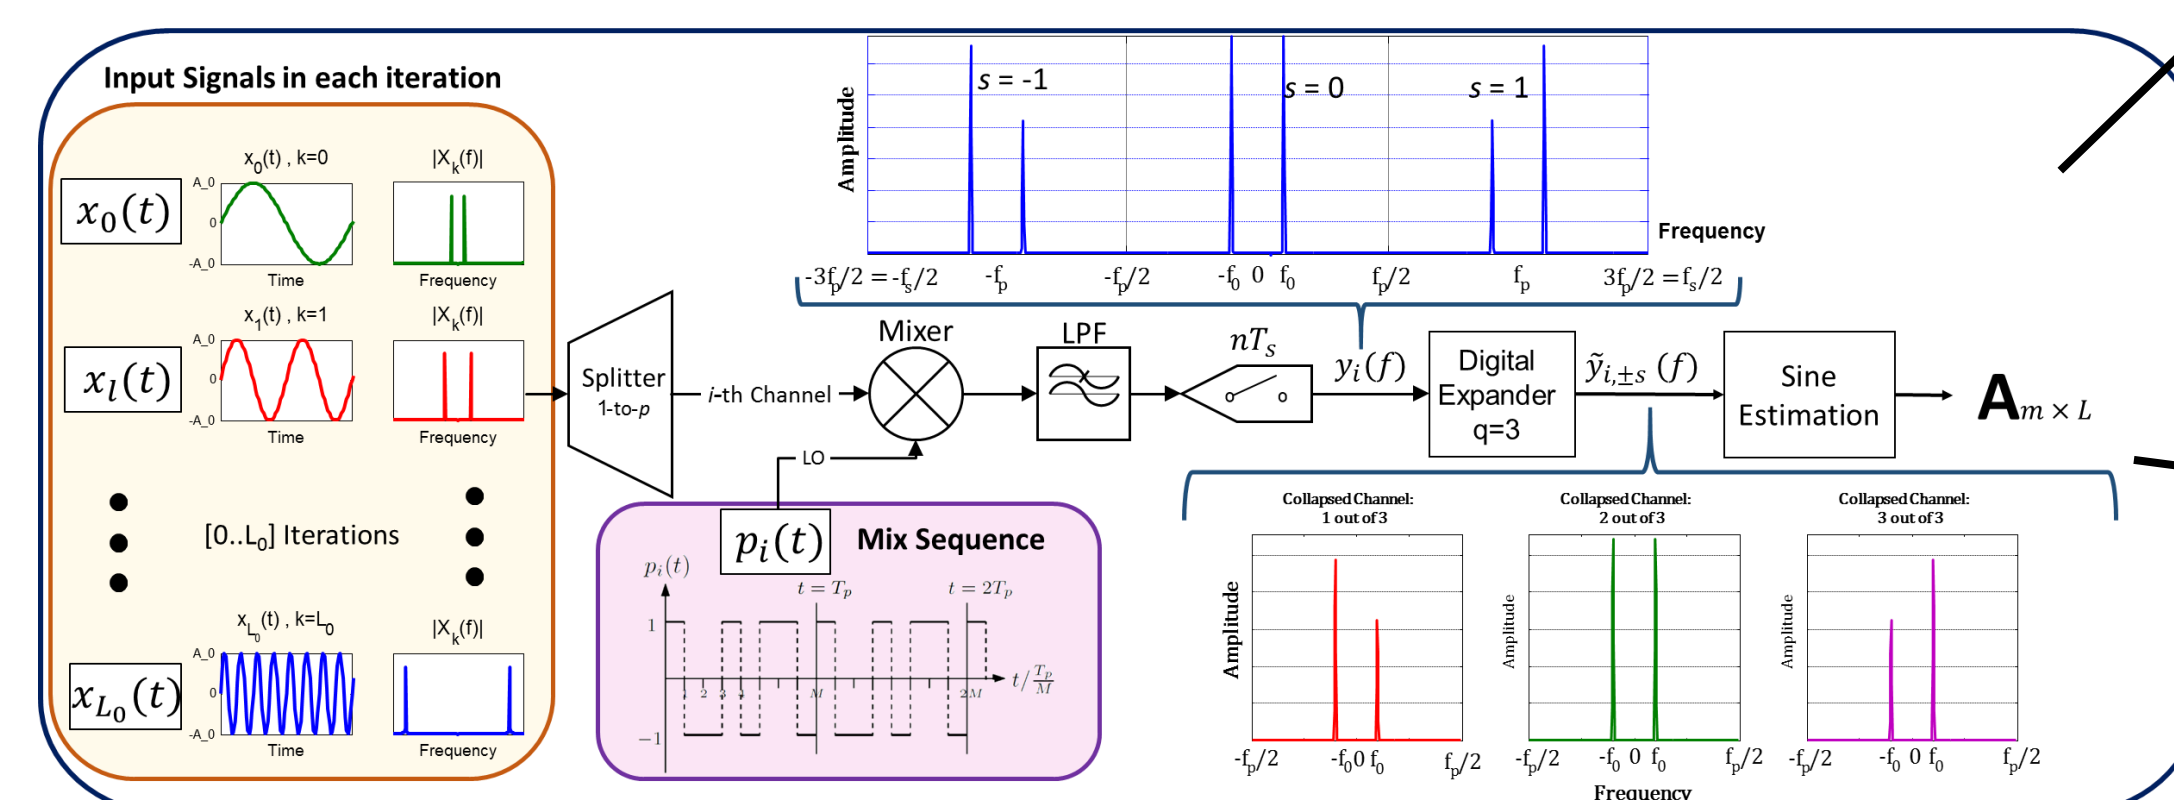 Input Signals in each iteration
x₀(t)
x₀(t) , k=0
A_0
0
-A_0
Time
|Xₖ(f)|
Frequency
xₗ(t)
x₁(t) , k=1
A_0
0
-A_0
Time
|Xₖ(f)|
Frequency
[0..L₀] Iterations
x_L₀(t)
x_L₀(t) , k=L₀
A_0
0
-A_0
Time
|Xₖ(f)|
Frequency
Splitter
1-to-p
i-th Channel
Mixer
LO
LPF
nTₛ
Amplitude
s = -1
s = 0
s = 1
Frequency
-3fₚ/2 = -fₛ/2
-fₚ
-fₚ/2
-f₀ 0 f₀
fₚ/2
fₚ
3fₚ/2 = fₛ/2
yᵢ(f)
Digital
Expander
q=3
ỹᵢ,±ₛ (f)
Sine
Estimation
A m × L
pᵢ(t)
Mix Sequence
pᵢ(t)
t = Tₚ
t = 2Tₚ
1
1 2 3 4
M
2M
t/ Tₚ/M
−1
Collapsed Channel:
1 out of 3
Amplitude
-fₚ/2
-f₀ 0 f₀
fₚ/2
Collapsed Channel:
2 out of 3
Amplitude
-fₚ/2
-f₀ 0 f₀
fₚ/2
Frequency
Collapsed Channel:
3 out of 3
Amplitude
-fₚ/2
-f₀ 0 f₀
fₚ/2